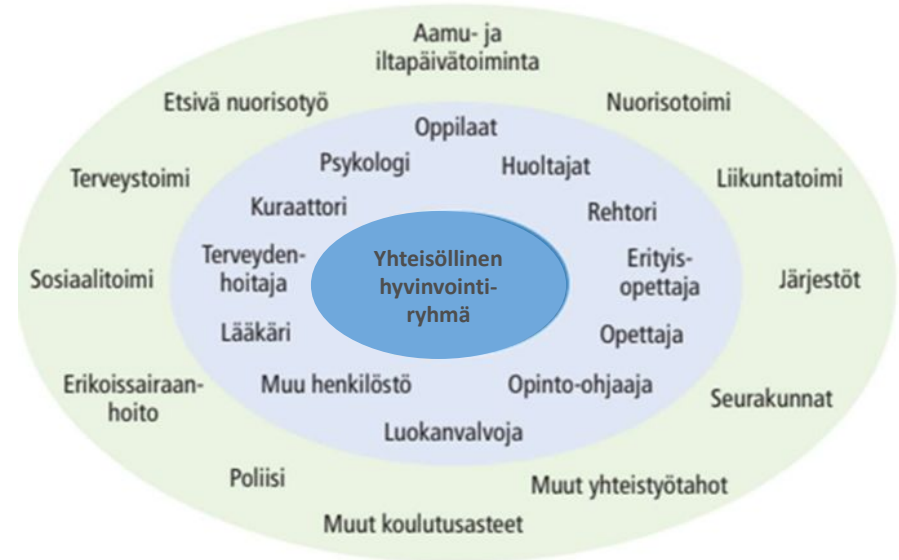 Aamu- ja
iltapäivätoiminta
Etsivä nuorisotyö
Nuorisotoimi
Oppilaat
Psykologi
Huoltajat
Terveystoimi
Liikuntatoimi
Kuraattori
Rehtori
Terveyden-
hoitaja
Yhteisöllinen
hyvinvointi-
ryhmä
Erityis-
opettaja
Sosiaalitoimi
Järjestöt
Lääkäri
Opettaja
Erikoissairaan-
hoito
Muu henkilöstö
Opinto-ohjaaja
Seurakunnat
Luokanvalvoja
Poliisi
Muut yhteistyötahot
Muut koulutusasteet